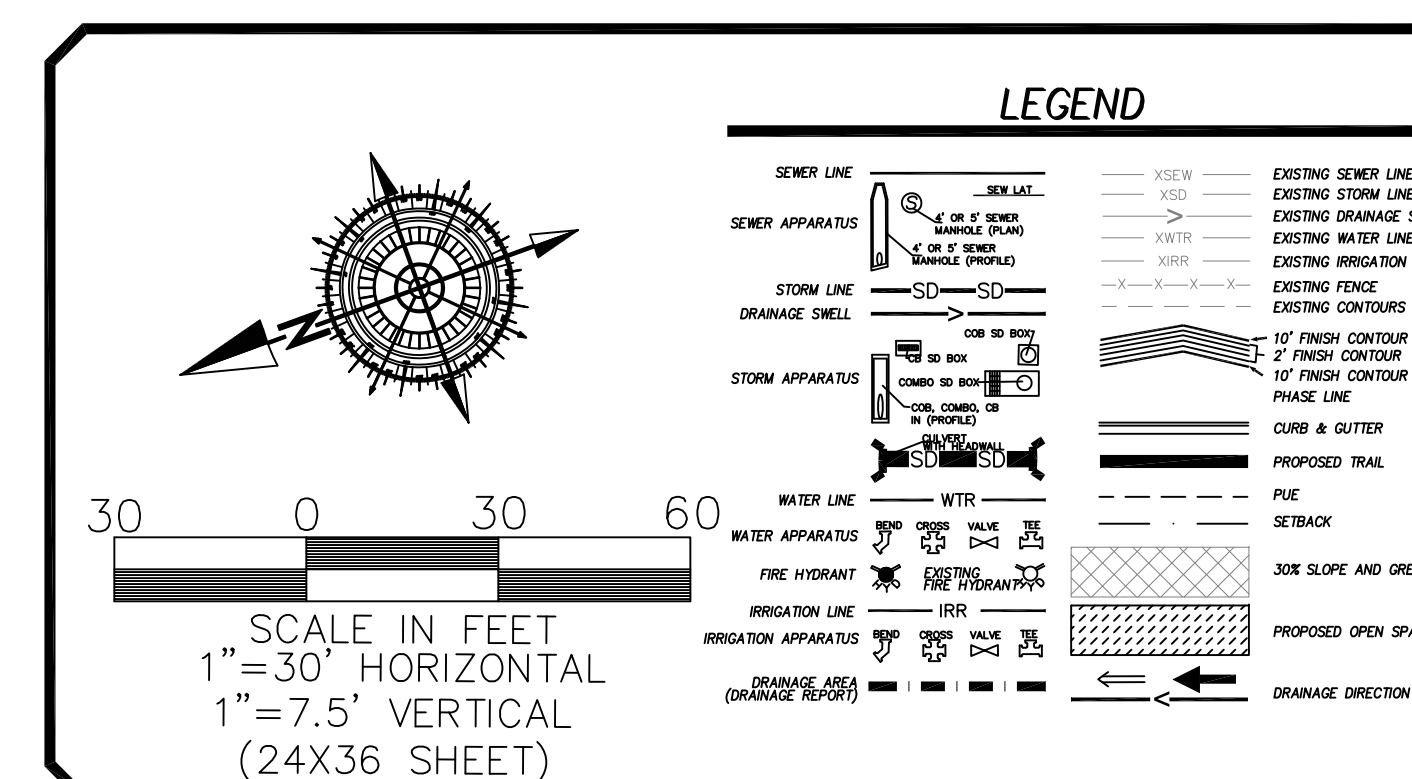 N
30 0 30 60
SCALE IN FEET
1"=30' HORIZONTAL
1"=7.5' VERTICAL
(24X36 SHEET)
LEGEND
SEWER LINE
SEW LAT
SEWER APPARATUS
S
4' OR 5' SEWER
MANHOLE (PLAN)
4' OR 5' SEWER
MANHOLE (PROFILE)
STORM LINE
SD SD
DRAINAGE SWELL
>
STORM APPARATUS
COB SD BOX
CB SD BOX
COMBO SD BOX
COB, COMBO, CB
IN (PROFILE)
CULVERT
WITH HEADWALL
SD SD
WATER LINE
WTR
WATER APPARATUS
BEND CROSS VALVE TEE
FIRE HYDRANT
EXISTING
FIRE HYDRANT
IRRIGATION LINE
IRR
IRRIGATION APPARATUS
BEND CROSS VALVE TEE
DRAINAGE AREA
(DRAINAGE REPORT)
XSEW EXISTING SEWER LINE
XSD EXISTING STORM LINE
> EXISTING DRAINAGE S
XWTR EXISTING WATER LINE
XIRR EXISTING IRRIGATION
X X X X EXISTING FENCE
EXISTING CONTOURS
10' FINISH CONTOUR
2' FINISH CONTOUR
10' FINISH CONTOUR
PHASE LINE
CURB & GUTTER
PROPOSED TRAIL
PUE
SETBACK
30% SLOPE AND GRE
PROPOSED OPEN SPA
< DRAINAGE DIRECTION